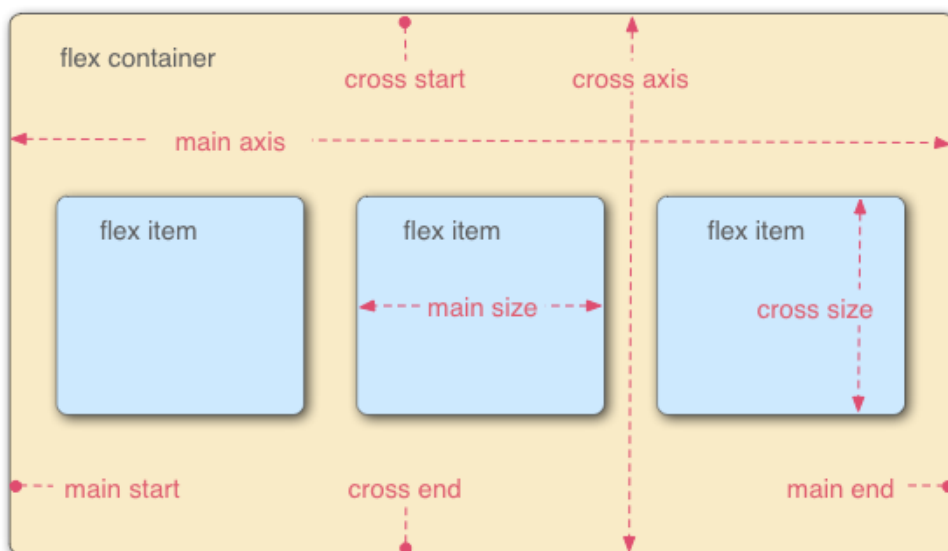 flex container
cross start
cross axis
main axis
flex item
flex item
flex item
main size
cross size
main start
cross end
main end